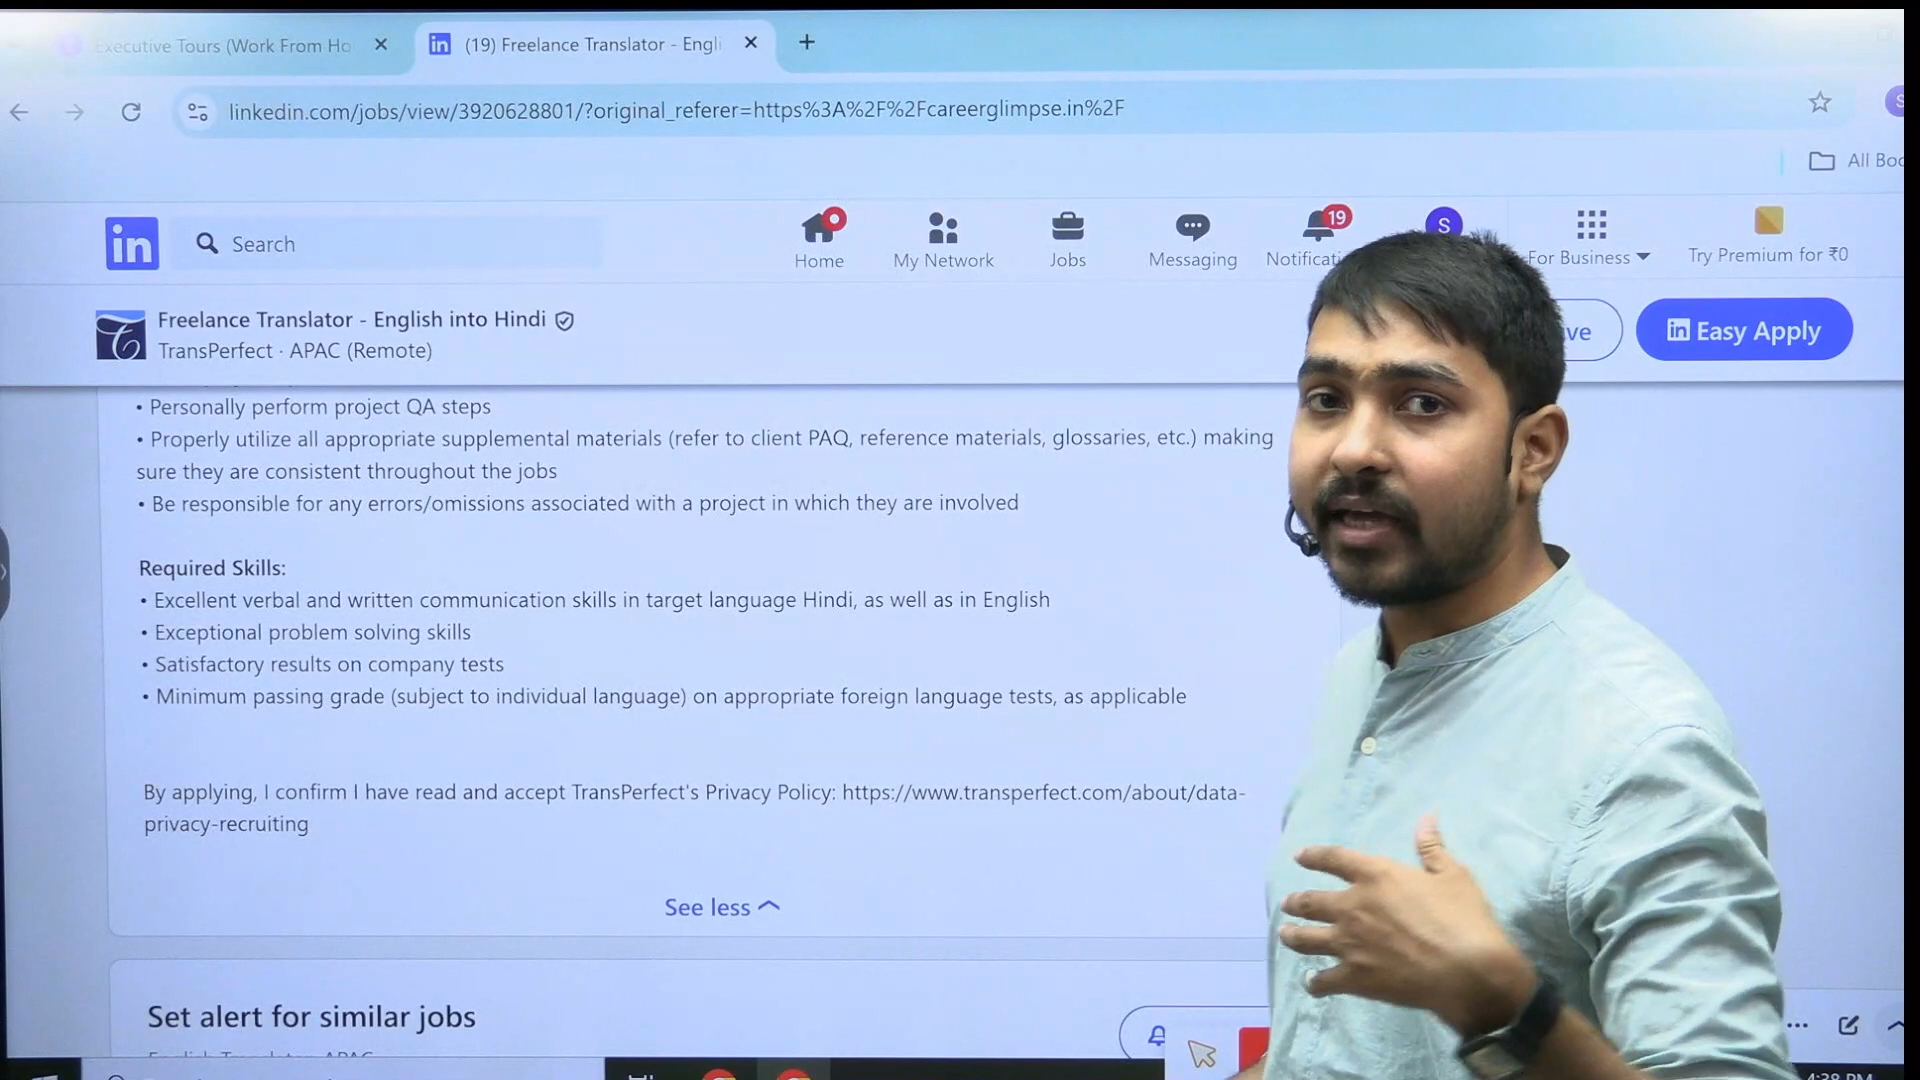 Executive Tours (Work From Ho
(19) Freelance Translator - Engli
linkedin.com/jobs/view/3920628801/?original_referer=https%3A%2F%2Fcareerglimpse.in%2F
S
All Boo
in
Search
Home
My Network
Jobs
Messaging
19
Notificati
S
For Business
Try Premium for ₹0
Freelance Translator - English into Hindi
TransPerfect · APAC (Remote)
ve
in Easy Apply
• Personally perform project QA steps
• Properly utilize all appropriate supplemental materials (refer to client PAQ, reference materials, glossaries, etc.) making
sure they are consistent throughout the jobs
• Be responsible for any errors/omissions associated with a project in which they are involved
Required Skills:
• Excellent verbal and written communication skills in target language Hindi, as well as in English
• Exceptional problem solving skills
• Satisfactory results on company tests
• Minimum passing grade (subject to individual language) on appropriate foreign language tests, as applicable
By applying, I confirm I have read and accept TransPerfect's Privacy Policy: https://www.transperfect.com/about/data-
privacy-recruiting
See less
Set alert for similar jobs
4:38 PM